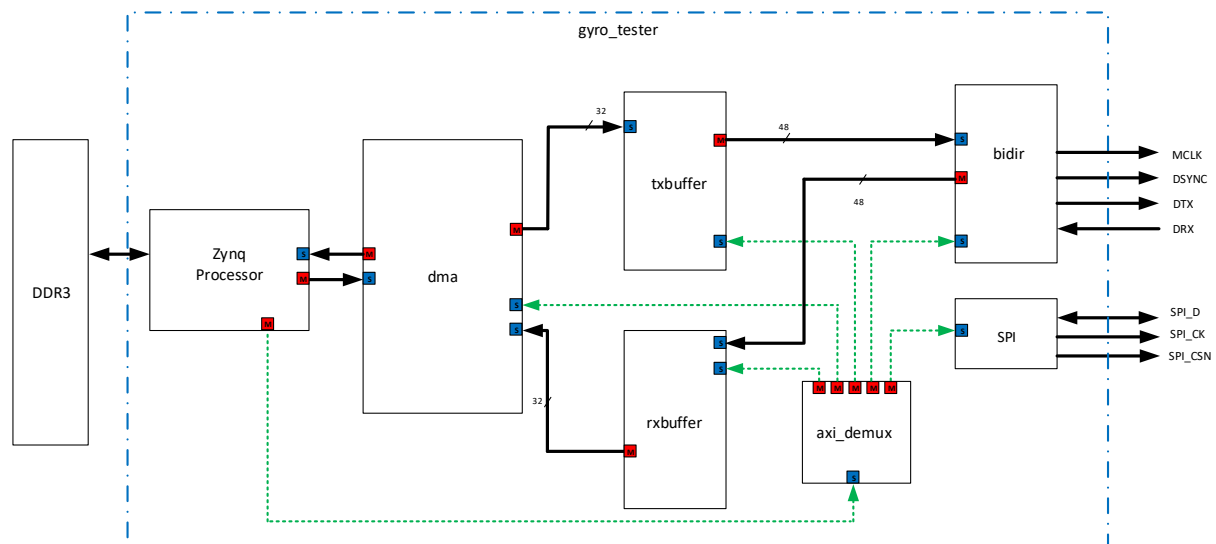 gyro_tester
32
S
M
txbuffer
S
48
S
bidir
M
S
48
MCLK
DSYNC
DTX
DRX
DDR3
Zynq
Processor
S
M
M
M
S
dma
M
S
S
32
S
S
rxbuffer
M
M
M
M
M
M
axi_demux
S
S
SPI
SPI_D
SPI_CK
SPI_CSN